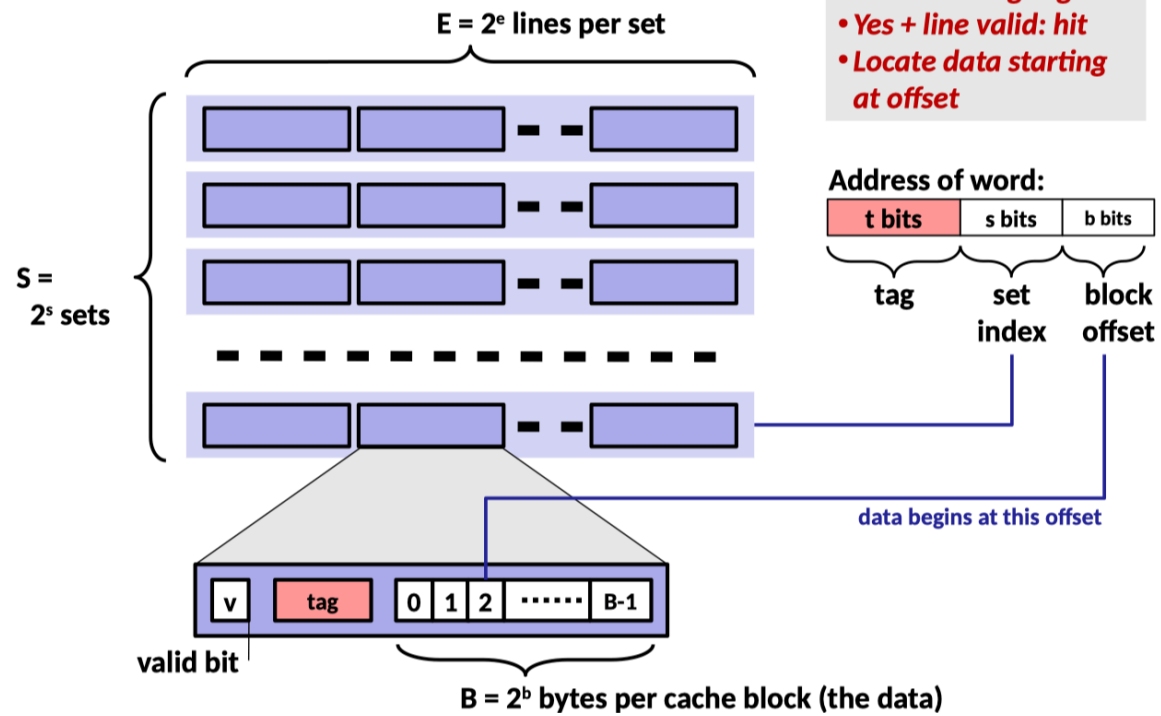 E = 2ᵉ lines per set
• Yes + line valid: hit
• Locate data starting
at offset
Address of word:
t bits s bits b bits
tag set block
index offset
S =
2ˢ sets
data begins at this offset
v tag 0 1 2 ...... B-1
valid bit
B = 2ᵇ bytes per cache block (the data)